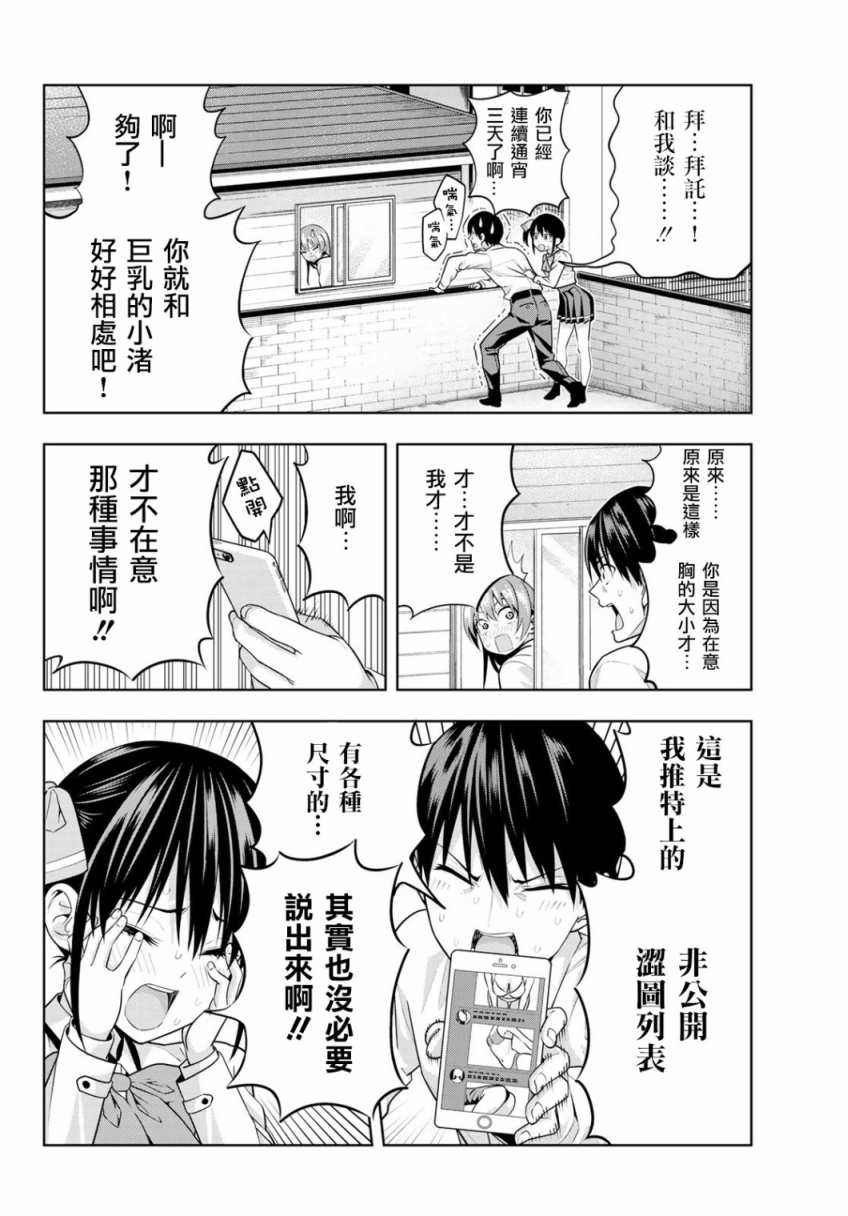 拜…拜託…！
和我談………!!
你已經
連續通宵
三天了啊…
喘氣…
喘氣
啊—
夠了！
你就和
巨乳的小渚
好好相處吧！
原來……
原來是這樣
你是因為在意
胸的大小才…
才…才不是
我才…
我啊…
點開
才不在意
那種事情啊!!
這是
我推特上的
非公開
澀圖列表
有各種
尺寸的…
其實也沒必要
說出來啊!!